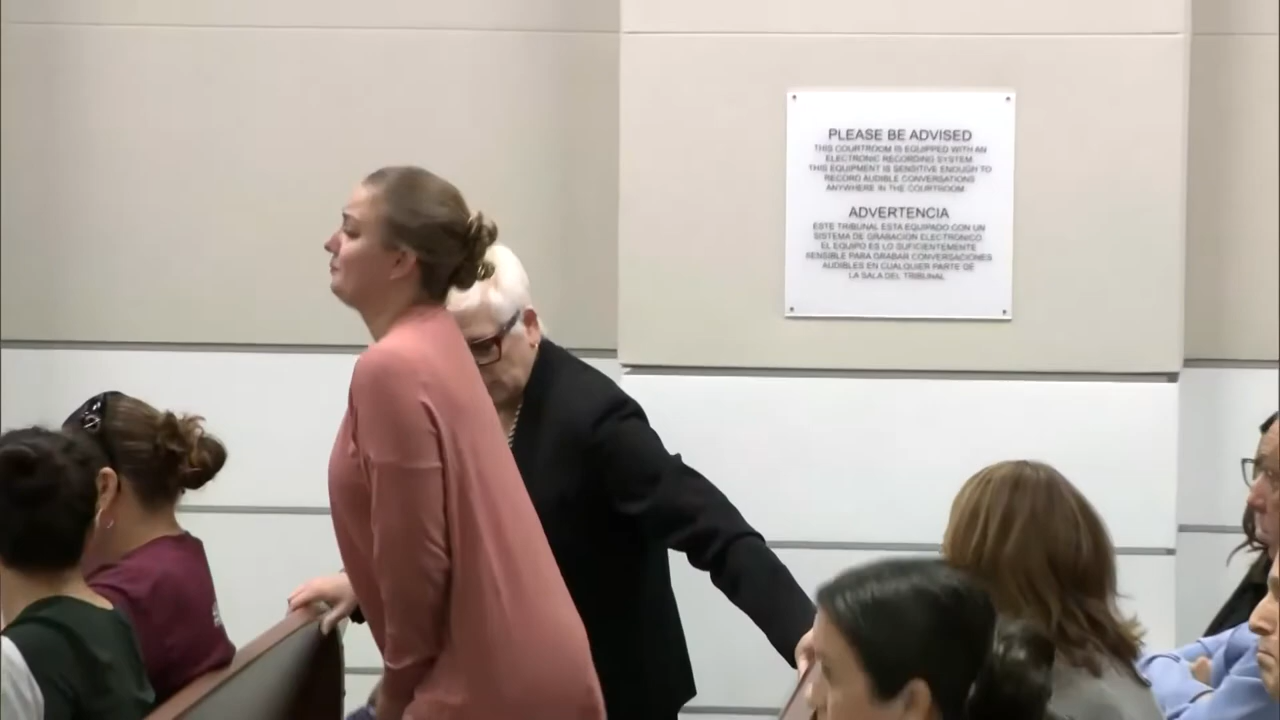 PLEASE BE ADVISED
THIS COURTROOM IS EQUIPPED WITH AN
ELECTRONIC RECORDING SYSTEM
THIS EQUIPMENT IS SENSITIVE ENOUGH TO
RECORD AUDIBLE CONVERSATIONS
ANYWHERE IN THE COURTROOM
ADVERTENCIA
ESTE TRIBUNAL ESTA EQUIPADO CON UN
SISTEMA DE GRABACION ELECTRONICO.
EL EQUIPO ES LO SUFICIENTEMENTE
SENSIBLE PARA GRABAR CONVERSACIONES
AUDIBLES EN CUALQUIER PARTE DE
LA SALA DEL TRIBUNAL